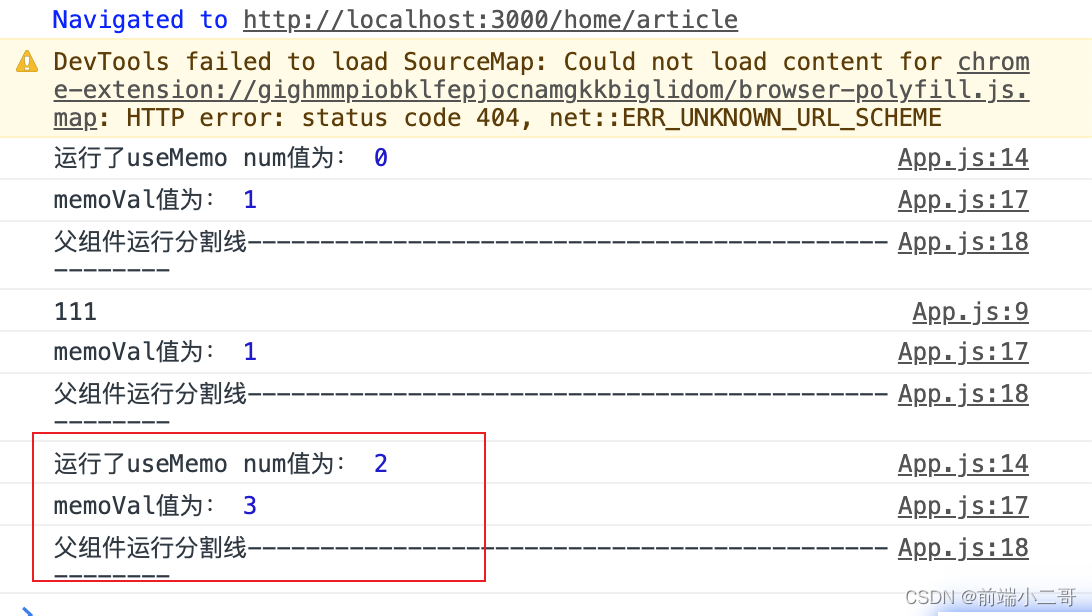 Navigated to http://localhost:3000/home/article
DevTools failed to load SourceMap: Could not load content for chrom
e-extension://gighmmpiobklfepjocnamgkkbiglidom/browser-polyfill.js.
map: HTTP error: status code 404, net::ERR_UNKNOWN_URL_SCHEME
运行了useMemo num值为： 0 App.js:14
memoVal值为： 1 App.js:17
父组件运行分割线-------------------------------------------- App.js:18
--------
111 App.js:9
memoVal值为： 1 App.js:17
父组件运行分割线-------------------------------------------- App.js:18
--------
运行了useMemo num值为： 2 App.js:14
memoVal值为： 3 App.js:17
父组件运行分割线-------------------------------------------- App.js:18
--------
CSDN @前端小二哥